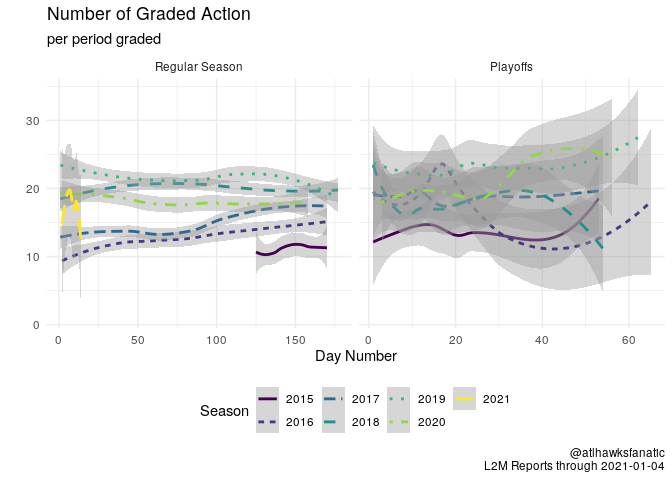 Number of Graded Action
per period graded
Regular Season
Playoffs
30
20
10
0
0 50 100 150
0 20 40 60
Day Number
Season
2015 2017 2019 2021
2016 2018 2020
@atlhawksfanatic
L2M Reports through 2021-01-04